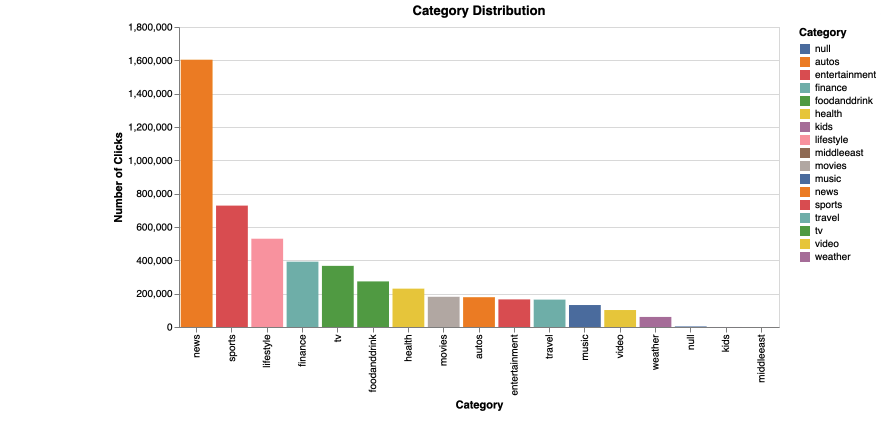 Category Distribution
Number of Clicks
1,800,000
1,600,000
1,400,000
1,200,000
1,000,000
800,000
600,000
400,000
200,000
0
news
sports
lifestyle
finance
tv
foodanddrink
health
movies
autos
entertainment
travel
music
video
weather
null
kids
middleeast
Category
Category
null
autos
entertainment
finance
foodanddrink
health
kids
lifestyle
middleeast
movies
music
news
sports
travel
tv
video
weather